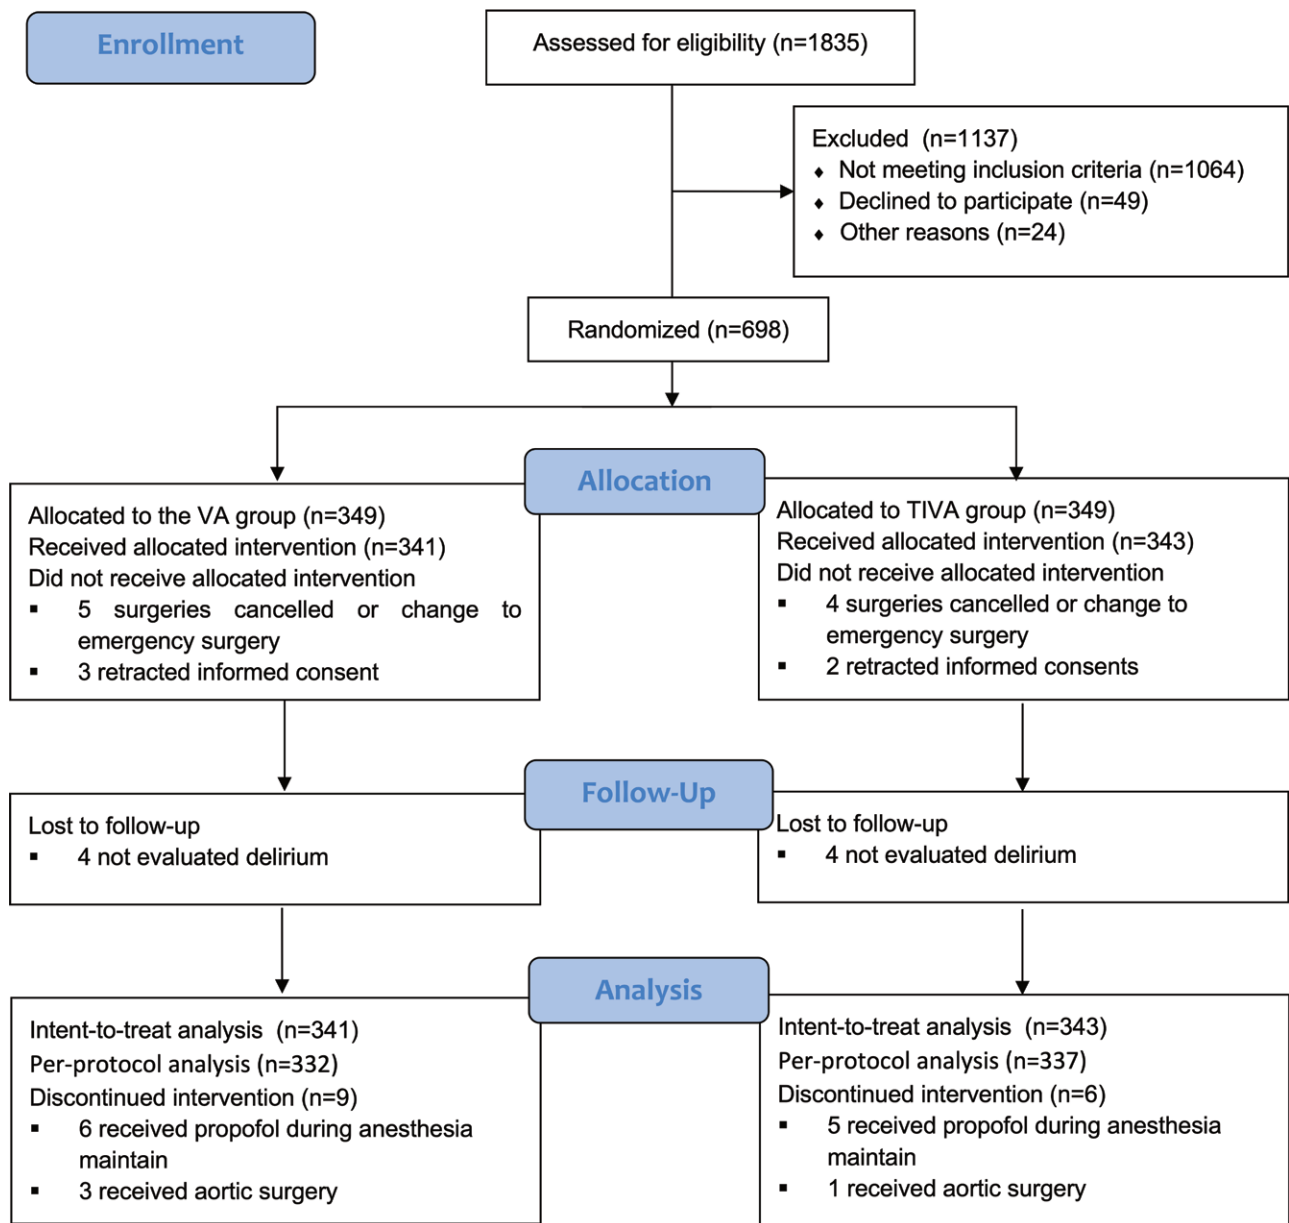 Enrollment
Assessed for eligibility (n=1835)
Excluded (n=1137)
♦ Not meeting inclusion criteria (n=1064)
♦ Declined to participate (n=49)
♦ Other reasons (n=24)
Randomized (n=698)
Allocation
Allocated to the VA group (n=349)
Received allocated intervention (n=341)
Did not receive allocated intervention
▪ 5 surgeries cancelled or change to
emergency surgery
▪ 3 retracted informed consent
Allocated to TIVA group (n=349)
Received allocated intervention (n=343)
Did not receive allocated intervention
▪ 4 surgeries cancelled or change to
emergency surgery
▪ 2 retracted informed consents
Follow-Up
Lost to follow-up
▪ 4 not evaluated delirium
Lost to follow-up
▪ 4 not evaluated delirium
Analysis
Intent-to-treat analysis (n=341)
Per-protocol analysis (n=332)
Discontinued intervention (n=9)
▪ 6 received propofol during anesthesia
maintain
▪ 3 received aortic surgery
Intent-to-treat analysis (n=343)
Per-protocol analysis (n=337)
Discontinued intervention (n=6)
▪ 5 received propofol during anesthesia
maintain
▪ 1 received aortic surgery